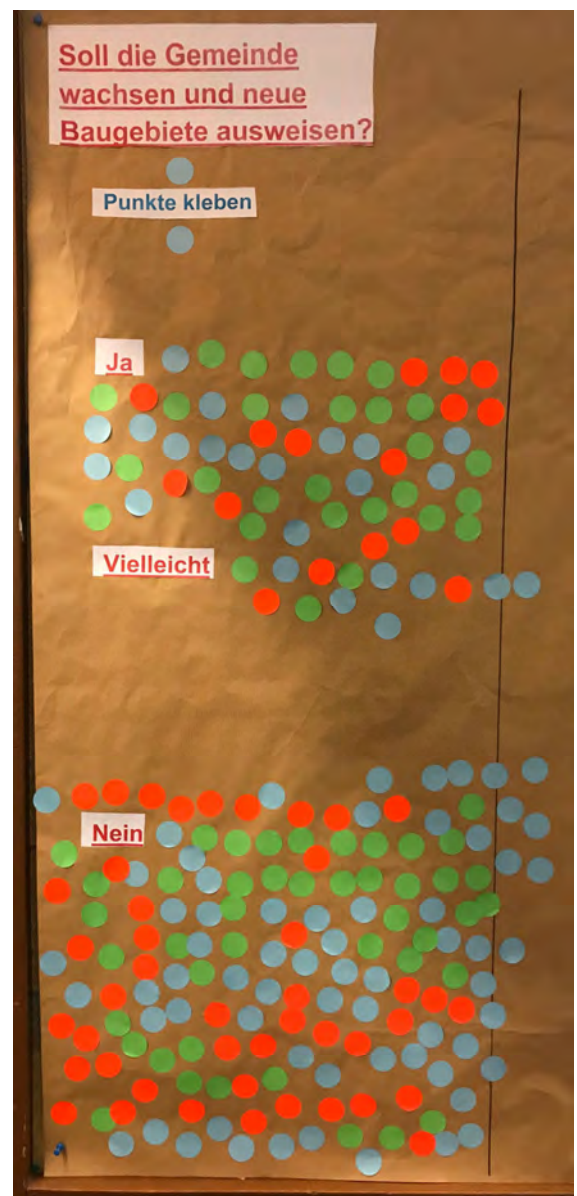 Soll die Gemeinde
wachsen und neue
Baugebiete ausweisen?
Punkte kleben
Ja
Vielleicht
Nein